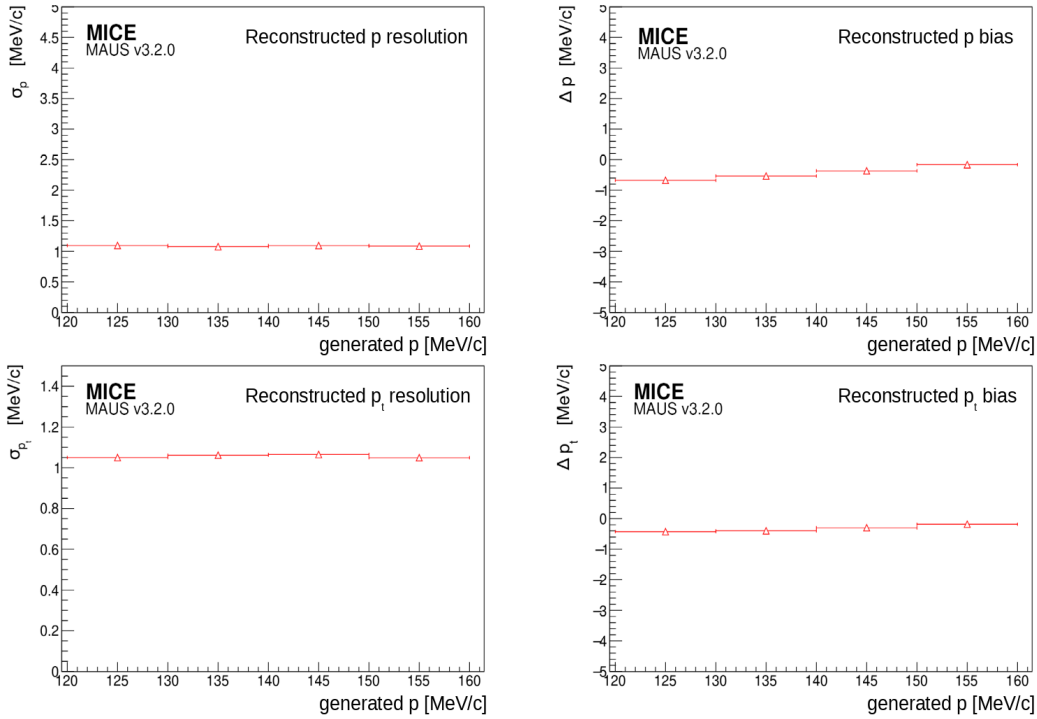 σp [MeV/c]
5
4.5
4
3.5
3
2.5
2
1.5
1
0.5
0
MICE
MAUS v3.2.0
Reconstructed p resolution
120 125 130 135 140 145 150 155 160
generated p [MeV/c]
Δ p [MeV/c]
5
4
3
2
1
0
−1
−2
−3
−4
−5
MICE
MAUS v3.2.0
Reconstructed p bias
120 125 130 135 140 145 150 155 160
generated p [MeV/c]
σpt [MeV/c]
1.4
1.2
1
0.8
0.6
0.4
0.2
0
MICE
MAUS v3.2.0
Reconstructed pt resolution
120 125 130 135 140 145 150 155 160
generated p [MeV/c]
Δ pt [MeV/c]
5
4
3
2
1
0
−1
−2
−3
−4
−5
MICE
MAUS v3.2.0
Reconstructed pt bias
120 125 130 135 140 145 150 155 160
generated p [MeV/c]